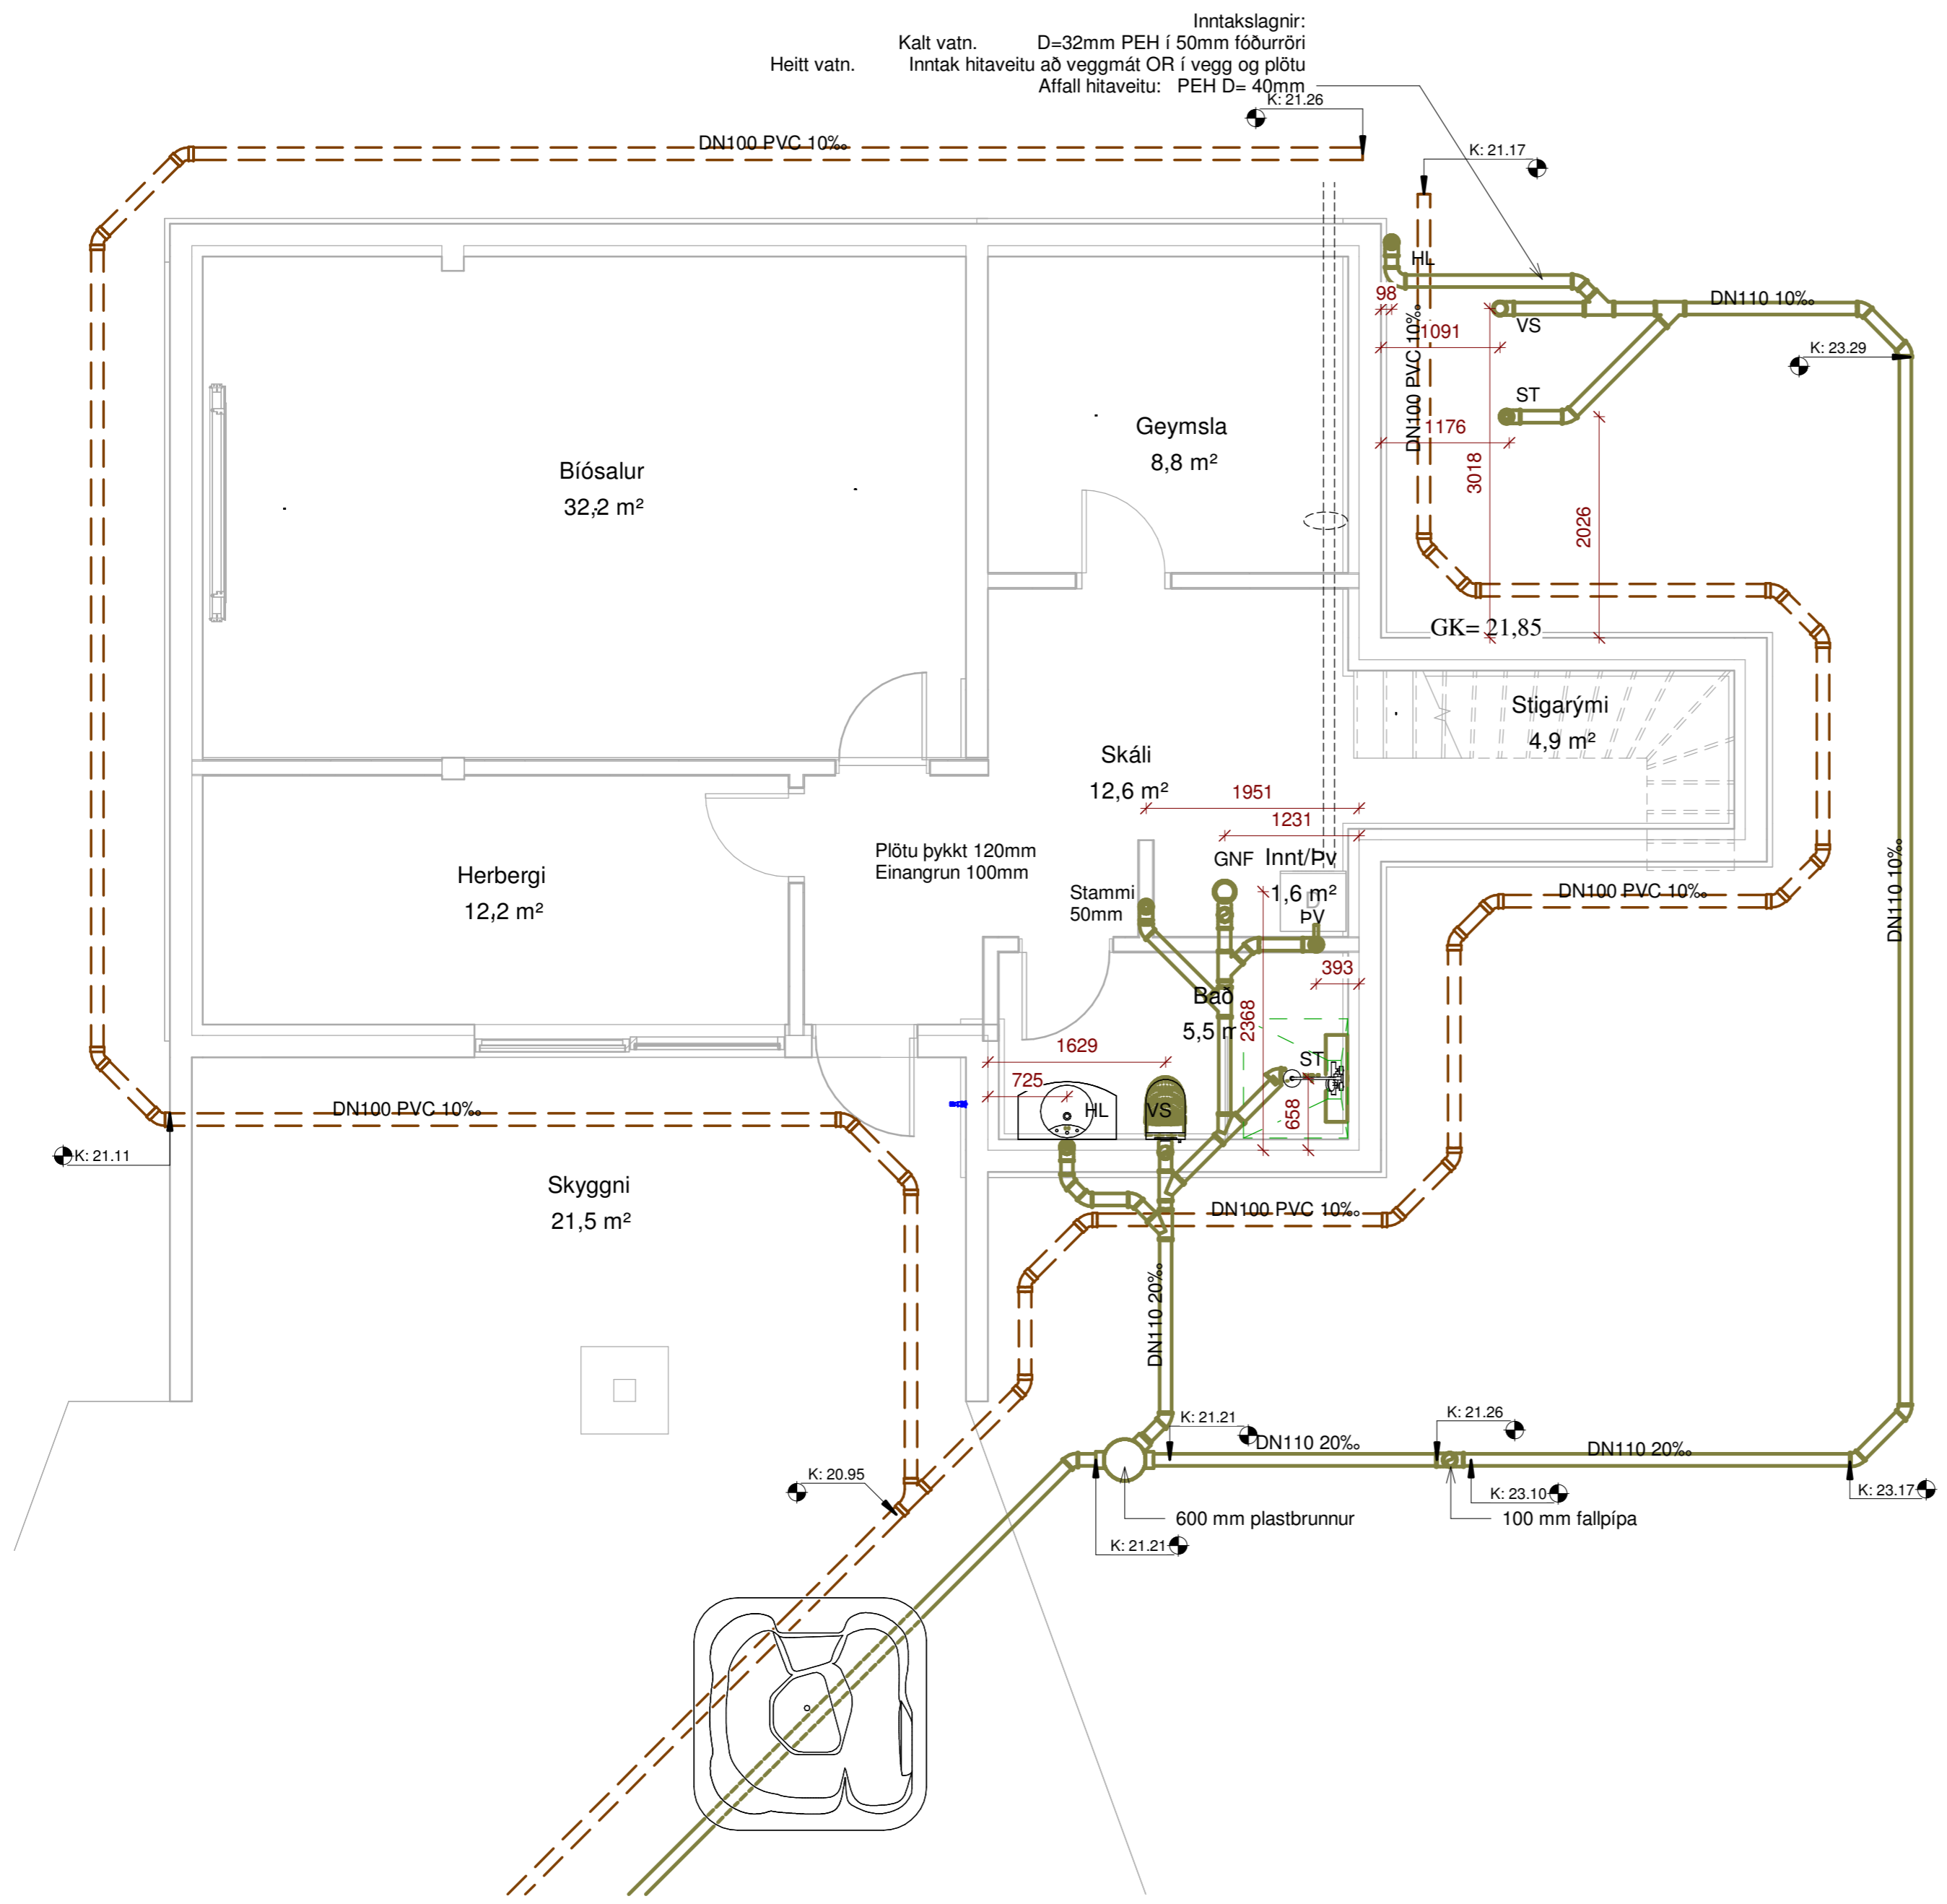 Inntakslagnir:
Kalt vatn. D=32mm PEH í 50mm fóðurröri
Heitt vatn. Inntak hitaveitu að veggmát OR í vegg og plötu
Affall hitaveitu: PEH D= 40mm
K: 21.26
DN100 PVC 10‰
K: 21.17
HL
98
DN110 10‰
VS
1091
K: 23.29
DN100 PVC 10‰
ST
1176
3018
2026
Geymsla
8,8 m²
Bíósalur
32,2 m²
GK= 21,85
Stigarými
4,9 m²
Skáli
12,6 m²
1951
1231
Plötu þykkt 120mm
Einangrun 100mm
GNF
Innt/Þv
1,6 m²
D
ÞV
Stammi
50mm
Herbergi
12,2 m²
DN100 PVC 10‰
DN110 10‰
393
Bað
5,5 m
2368
1629
725
ST
658
HL
VS
DN100 PVC 10‰
K: 21.11
Skyggni
21,5 m²
DN100 PVC 10‰
DN110 20‰
K: 21.21
DN110 20‰
K: 21.26
DN110 20‰
K: 20.95
K: 23.10
K: 23.17
600 mm plastbrunnur
100 mm fallpípa
K: 21.21